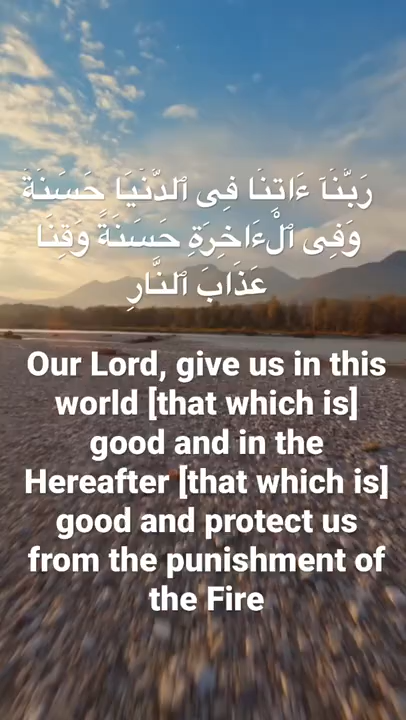 رَبَّنَآ ءَاتِنَا فِى ٱلدُّنْيَا حَسَنَةً
وَفِى ٱلْـَٔاخِرَةِ حَسَنَةً وَقِنَا
عَذَابَ ٱلنَّارِ
Our Lord, give us in this
world [that which is]
good and in the
Hereafter [that which is]
good and protect us
from the punishment of
the Fire